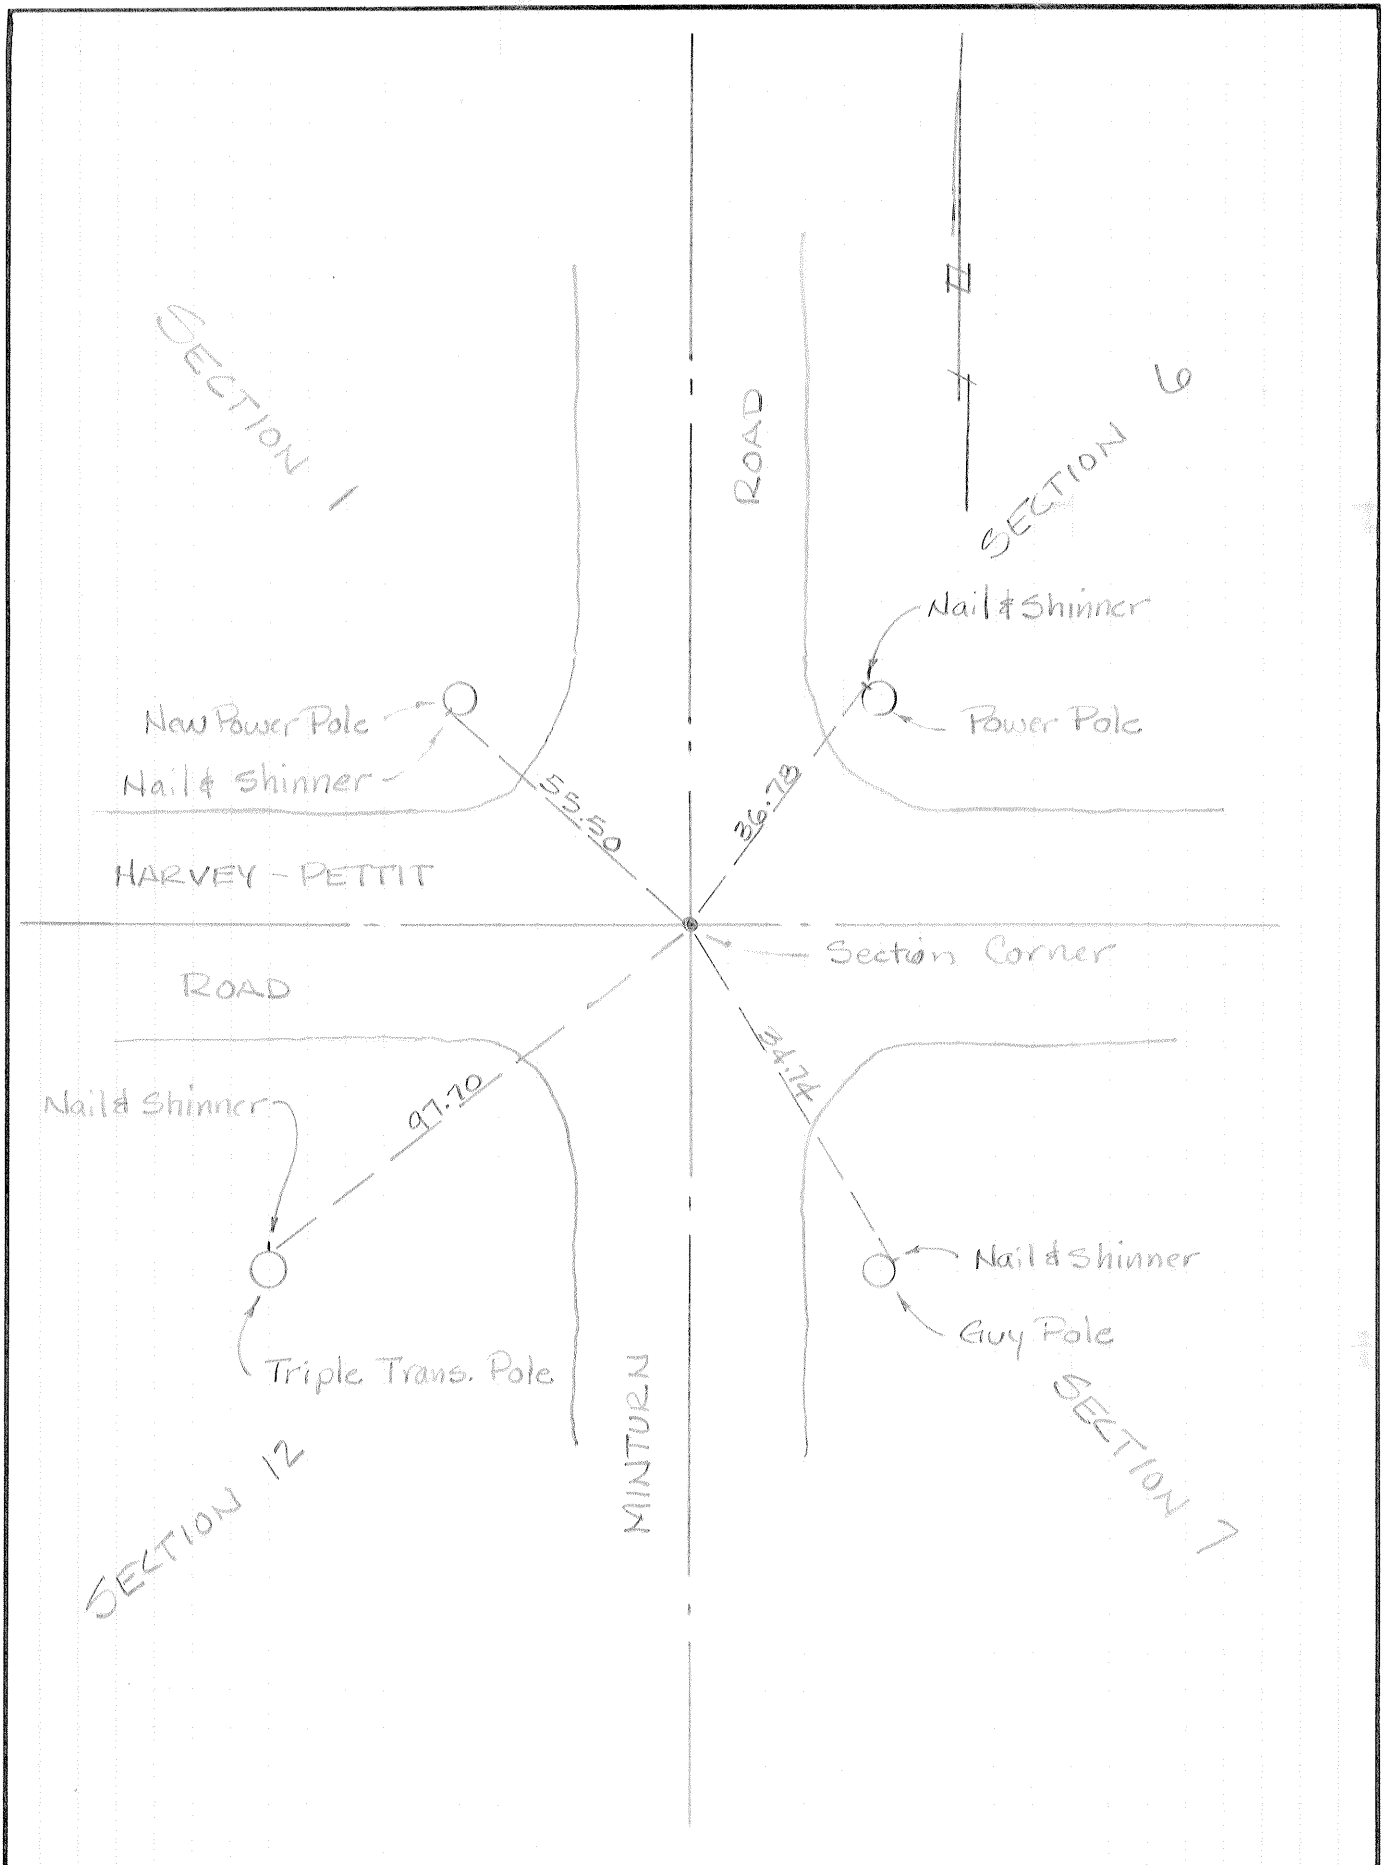 N
SECTION 1
SECTION 6
ROAD
Nail & Shinner
New Power Pole
Power Pole
Nail & Shinner
55.50
36.78
HARVEY - PETTIT
Section Corner
ROAD
34.74
97.70
Nail & Shinner
Nail & Shinner
Guy Pole
Triple Trans. Pole
MINTURN
SECTION 12
SECTION 7